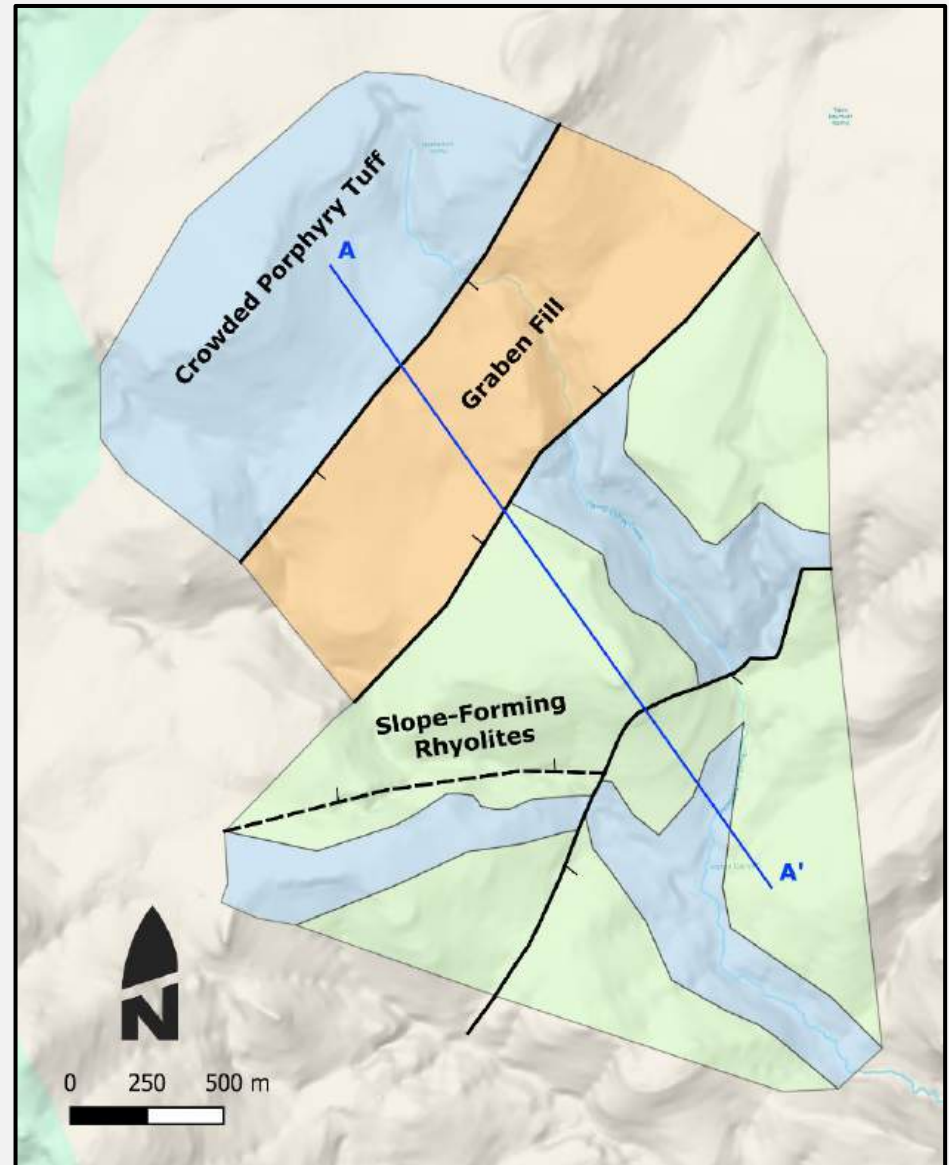 Crowded Porphyry Tuff
A
Graben Fill
Slope-Forming
Rhyolites
A'
N
0 250 500 m